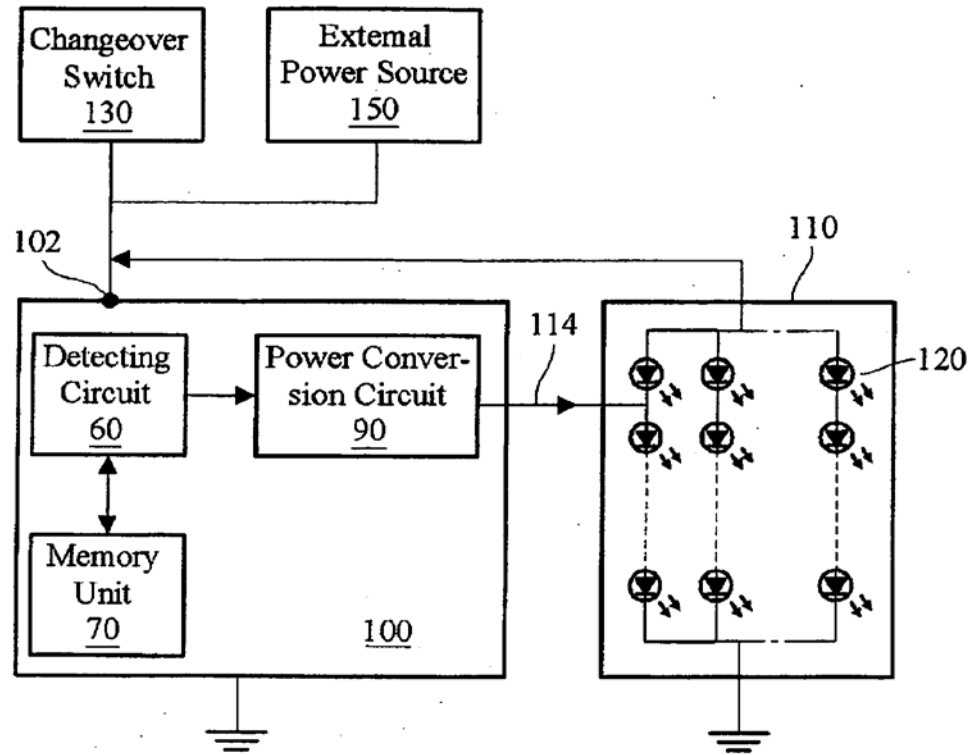 Changeover
Switch
130
External
Power Source
150
102
110
Detecting
Circuit
60
Power Conver-
sion Circuit
90
114
120
Memory
Unit
70
100